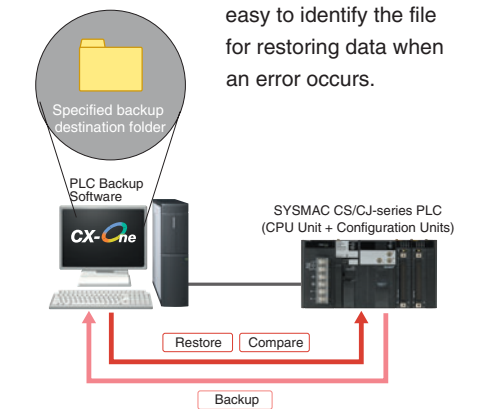 easy to identify the file
for restoring data when
an error occurs.
Specified backup
destination folder
PLC Backup
Software
CX-One
SYSMAC CS/CJ-series PLC
(CPU Unit + Configuration Units)
Restore
Compare
Backup